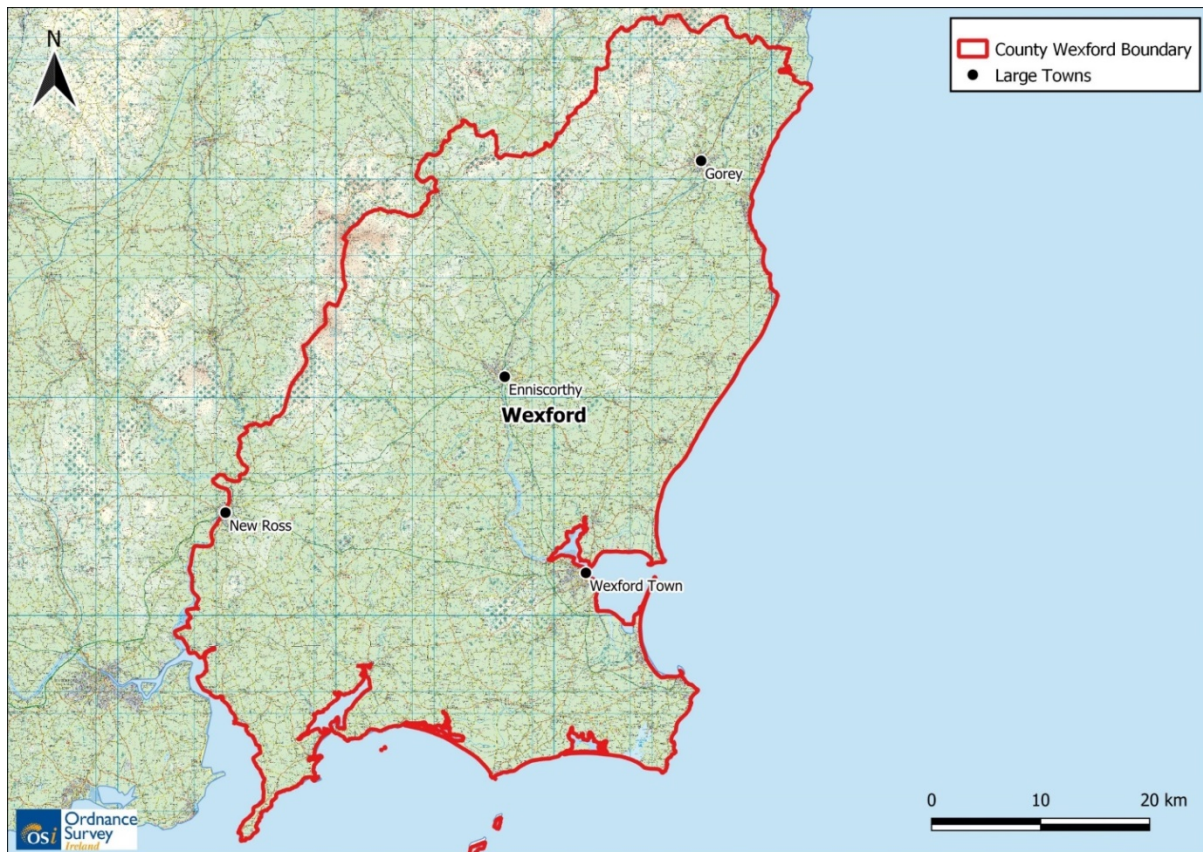 N
County Wexford Boundary
Large Towns
Gorey
Enniscorthy
Wexford
New Ross
Wexford Town
0 10 20 km
OSi
Ordnance
Survey
Ireland